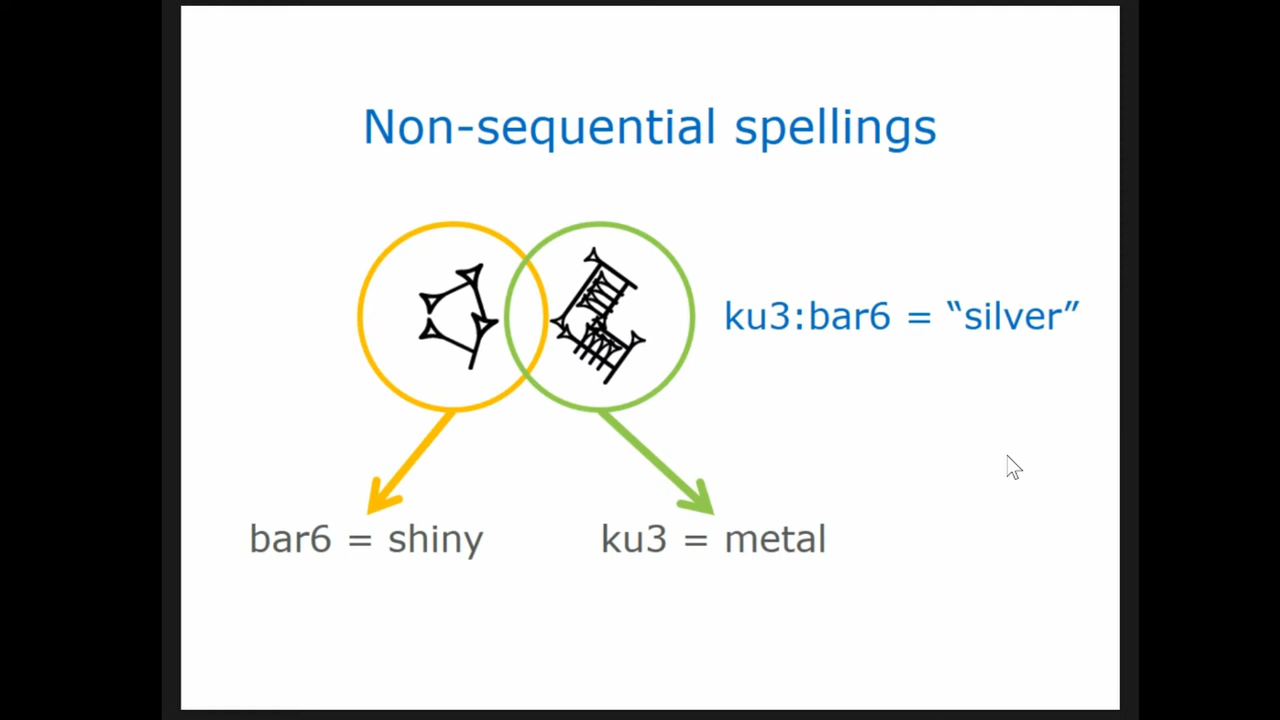 Non-sequential spellings
𒌓 𒆬
ku3:bar6 = “silver”
bar6 = shiny
ku3 = metal